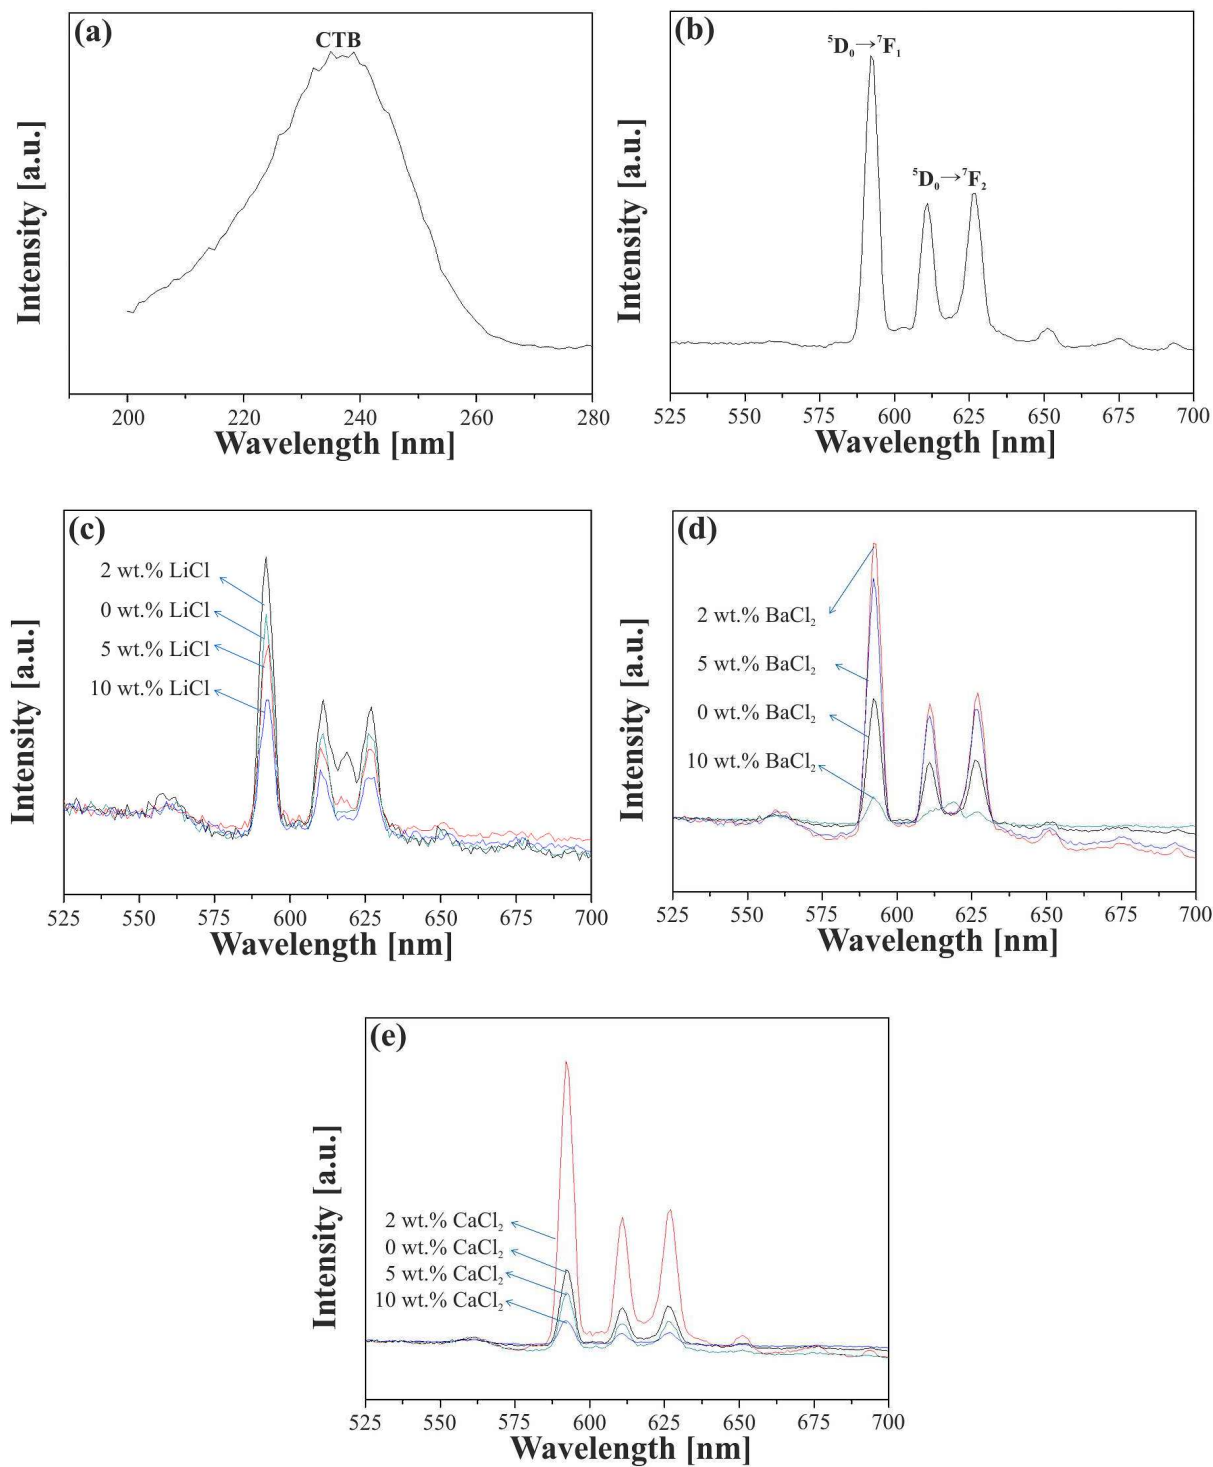 (a)
CTB
Intensity [a.u.]
200 220 240 260 280
Wavelength [nm]
(b)
⁵D₀→⁷F₁
⁵D₀→⁷F₂
Intensity [a.u.]
525 550 575 600 625 650 675 700
Wavelength [nm]
(c)
2 wt.% LiCl
0 wt.% LiCl
5 wt.% LiCl
10 wt.% LiCl
Intensity [a.u.]
525 550 575 600 625 650 675 700
Wavelength [nm]
(d)
2 wt.% BaCl₂
5 wt.% BaCl₂
0 wt.% BaCl₂
10 wt.% BaCl₂
Intensity [a.u.]
525 550 575 600 625 650 675 700
Wavelength [nm]
(e)
2 wt.% CaCl₂
0 wt.% CaCl₂
5 wt.% CaCl₂
10 wt.% CaCl₂
Intensity [a.u.]
525 550 575 600 625 650 675 700
Wavelength [nm]